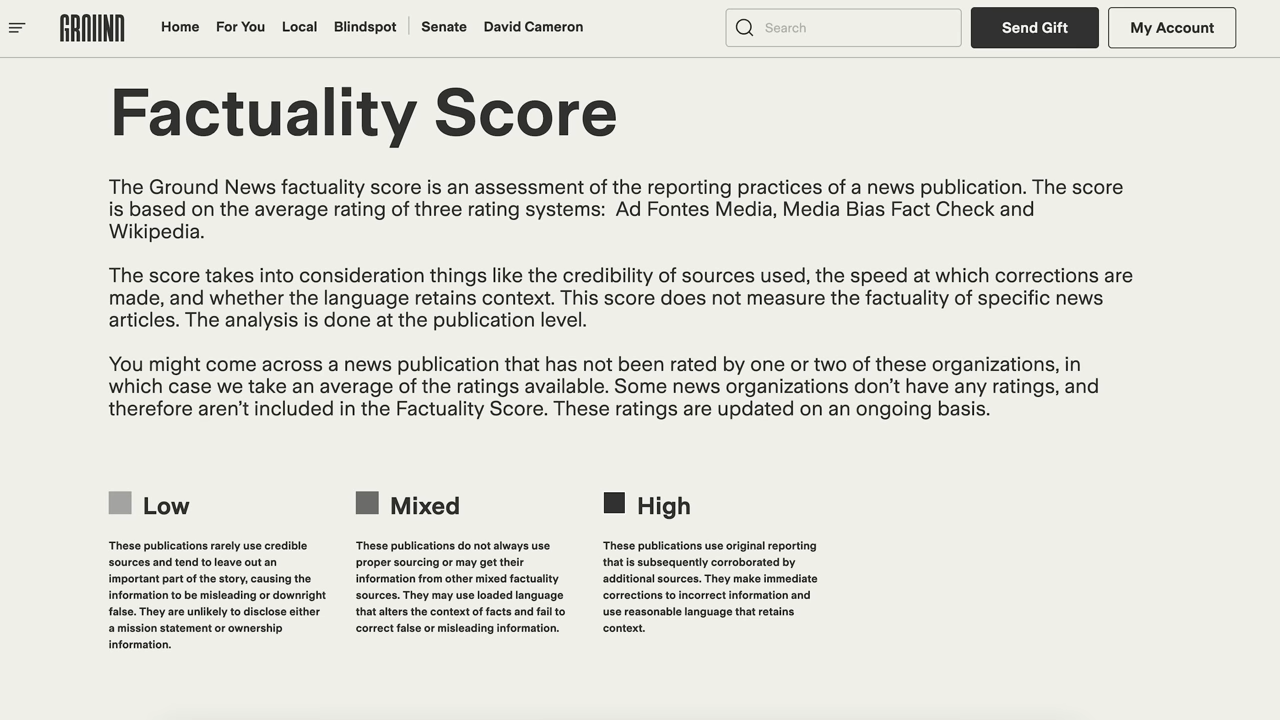 GROUND
Home For You Local Blindspot Senate David Cameron
Search
Send Gift
My Account
Factuality Score
The Ground News factuality score is an assessment of the reporting practices of a news publication. The score
is based on the average rating of three rating systems:  Ad Fontes Media, Media Bias Fact Check and
Wikipedia.
The score takes into consideration things like the credibility of sources used, the speed at which corrections are
made, and whether the language retains context. This score does not measure the factuality of specific news
articles. The analysis is done at the publication level.
You might come across a news publication that has not been rated by one or two of these organizations, in
which case we take an average of the ratings available. Some news organizations don’t have any ratings, and
therefore aren’t included in the Factuality Score. These ratings are updated on an ongoing basis.
Low
These publications rarely use credible
sources and tend to leave out an
important part of the story, causing the
information to be misleading or downright
false. They are unlikely to disclose either
a mission statement or ownership
information.
Mixed
These publications do not always use
proper sourcing or may get their
information from other mixed factuality
sources. They may use loaded language
that alters the context of facts and fail to
correct false or misleading information.
High
These publications use original reporting
that is subsequently corroborated by
additional sources. They make immediate
corrections to incorrect information and
use reasonable language that retains
context.